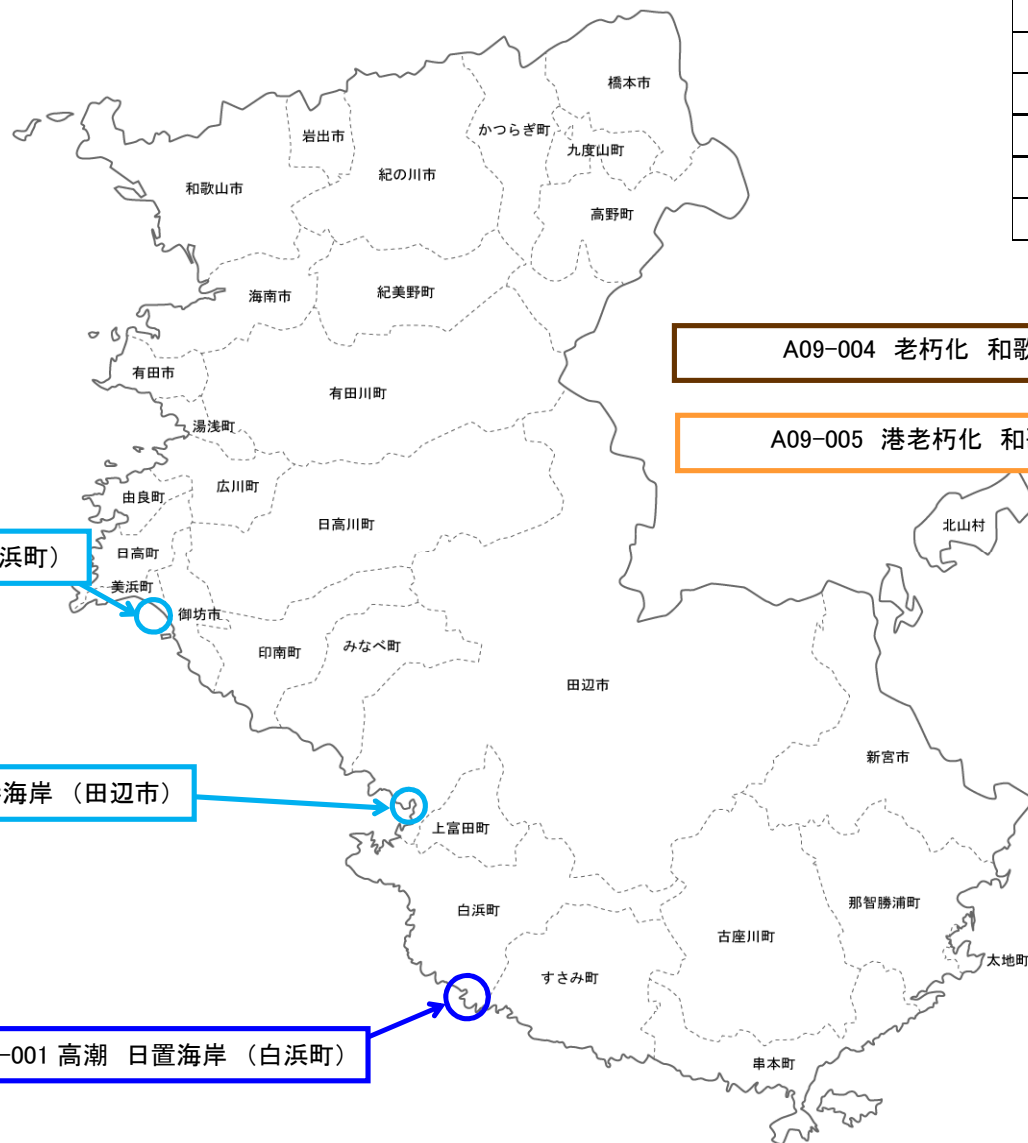 橋本市
かつらぎ町
岩出市
九度山町
紀の川市
和歌山市
高野町
紀美野町
海南市
A09-004 老朽化 和歌
有田市
有田川町
湯浅町
A09-005 港老朽化 和
広川町
由良町
日高川町
北山村
浜町）
日高町
美浜町
御坊市
みなべ町
印南町
田辺市
新宮市
海岸 （田辺市）
上富田町
那智勝浦町
白浜町
古座川町
太地町
すさみ町
-001 高潮 日置海岸 （白浜町）
串本町